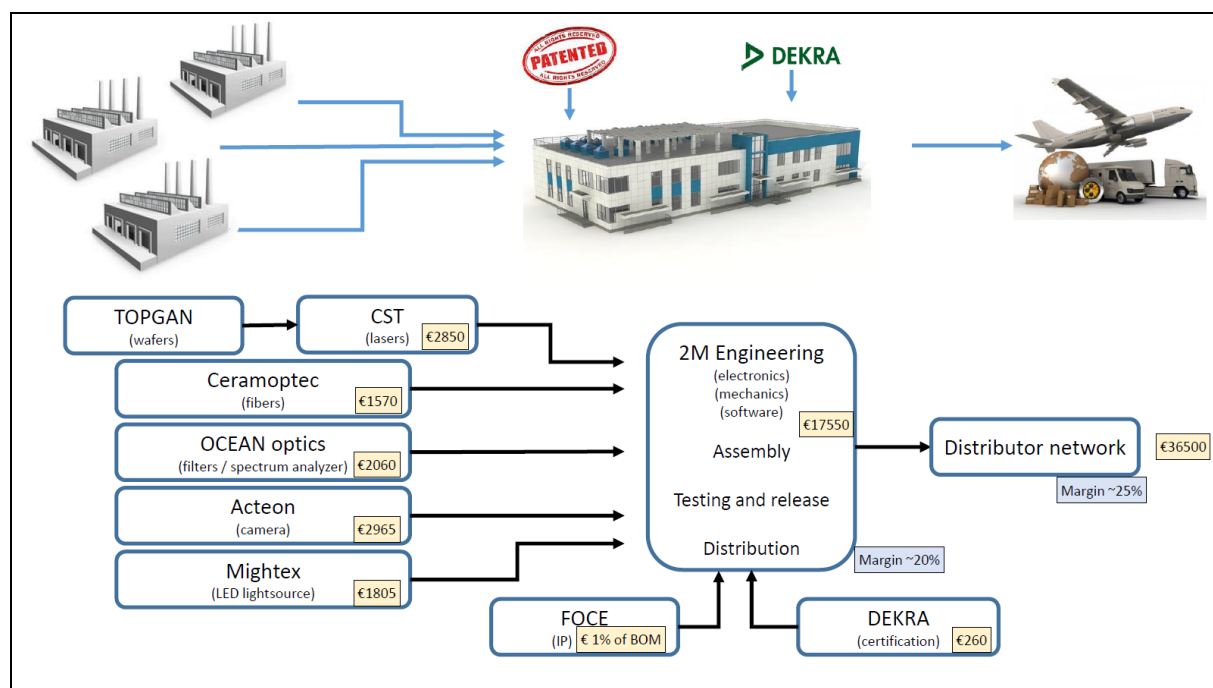 ALL RIGHTS RESERVED
PATENTED
ALL RIGHTS RESERVED
DEKRA
TOPGAN
(wafers)
CST
(lasers)
€2850
Ceramoptec
(fibers)
€1570
OCEAN optics
(filters / spectrum analyzer)
€2060
Acteon
(camera)
€2965
Mightex
(LED lightsource)
€1805
2M Engineering
(electronics)
(mechanics)
(software)
€17550
Assembly
Testing and release
Distribution
Margin ~20%
Distributor network
€36500
Margin ~25%
FOCE
(IP)
€ 1% of BOM
DEKRA
(certification)
€260